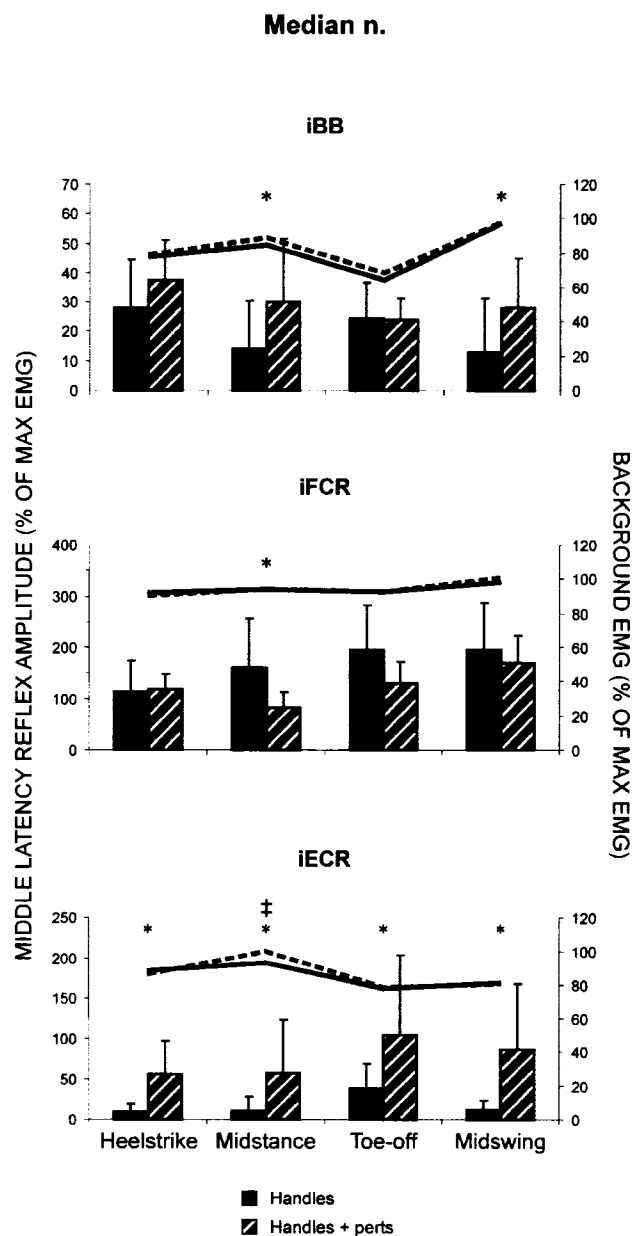 Median n.
iBB
* *
70 120
60 100
50 80
40
30 60
20 40
10 20
0 0
iFCR
*
400 120
300 100
200 80
100 60
0 40
20
0
iECR
‡
* * * *
250 120
200 100
150 80
100 60
50 40
0 20
0
Heelstrike Midstance Toe-off Midswing
MIDDLE LATENCY REFLEX AMPLITUDE (% OF MAX EMG)
BACKGROUND EMG (% OF MAX EMG)
Handles
Handles + perts